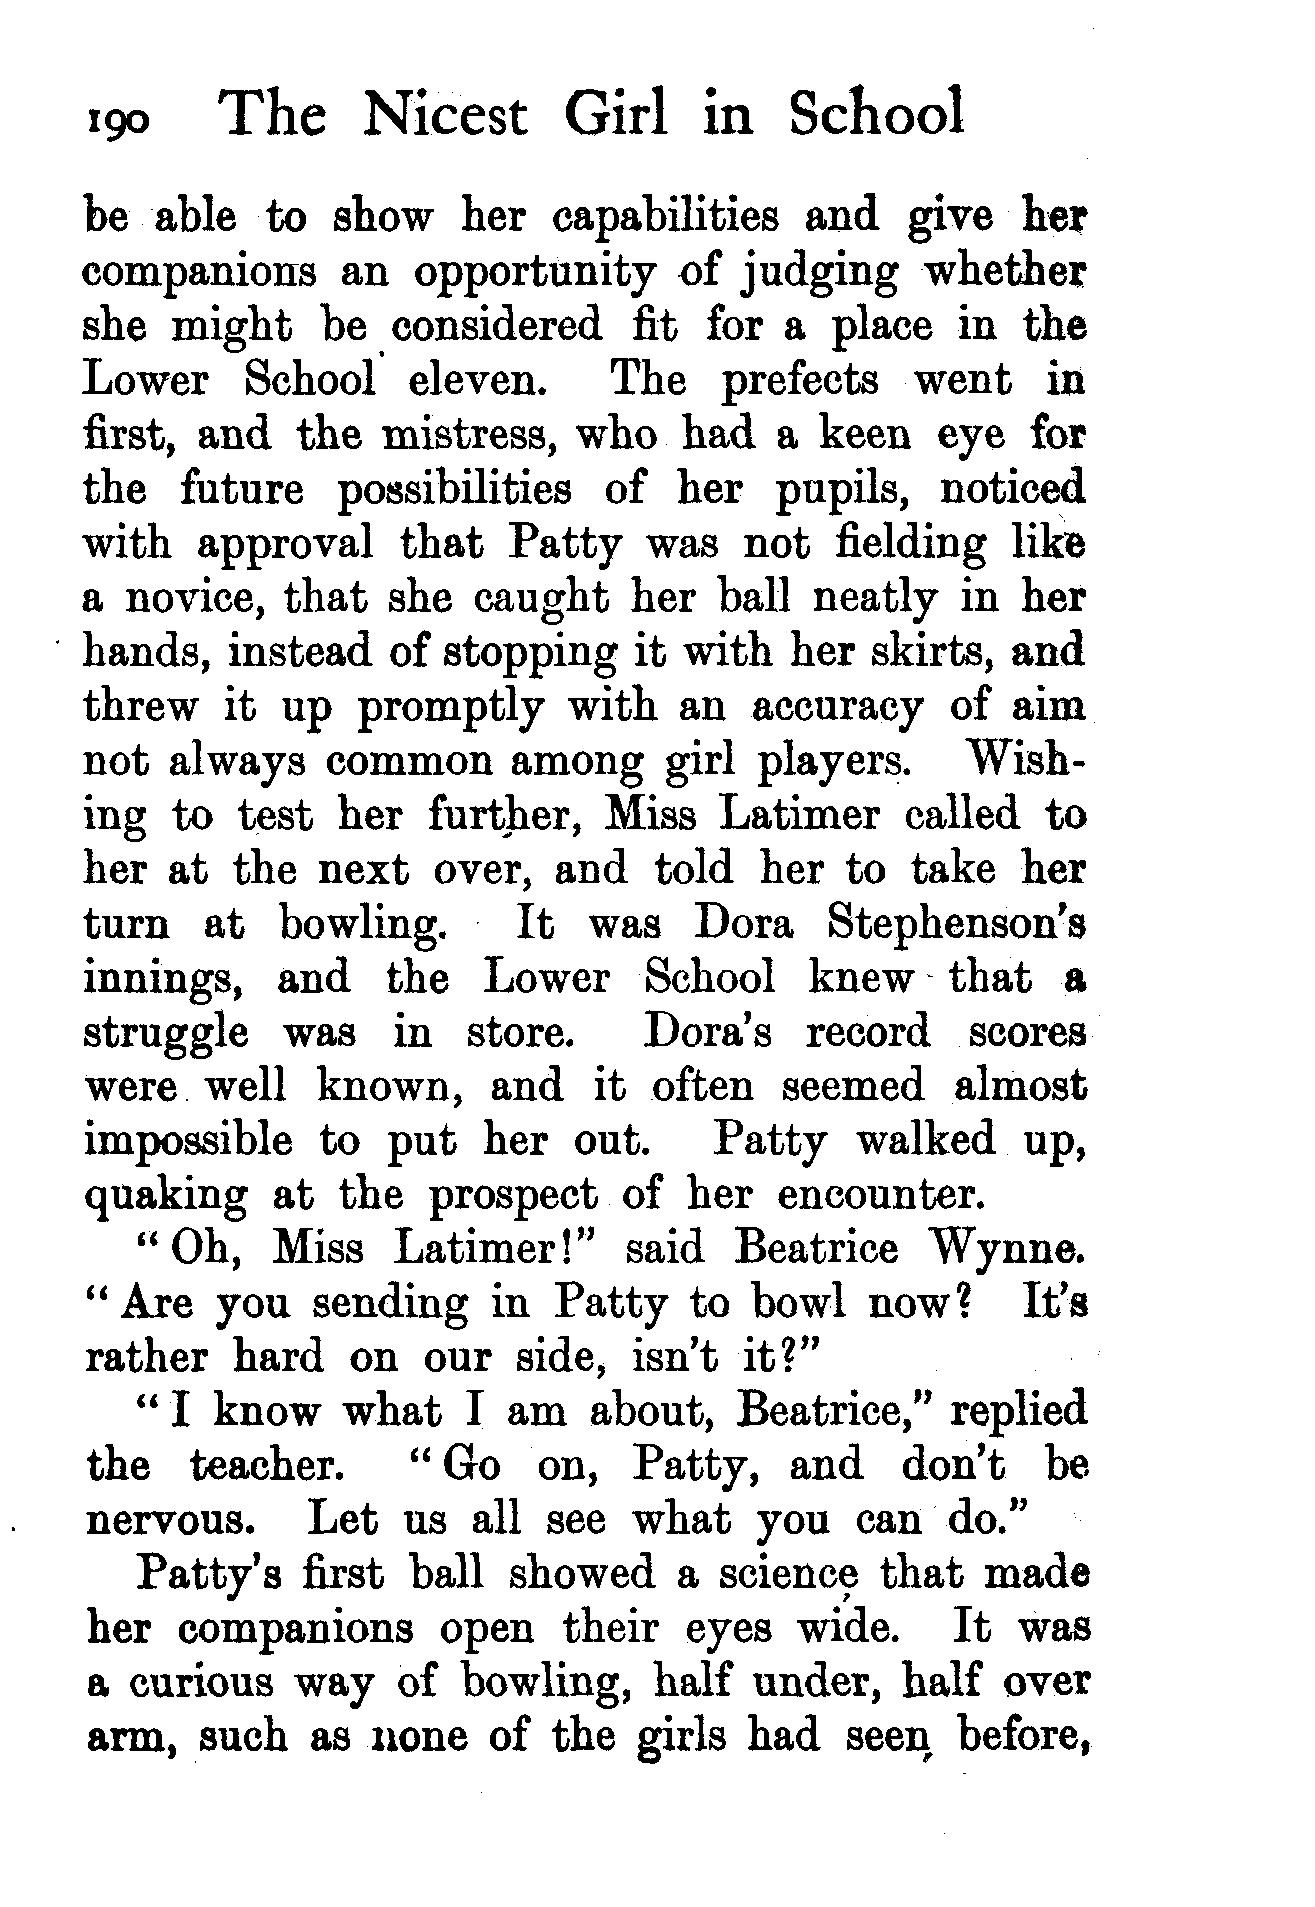 190 The Nicest Girl in School
be able to show her capabilities and give her
companions an opportunity of judging whether
she might be considered fit for a place in the
Lower School eleven. The prefects went in
first, and the mistress, who had a keen eye for
the future possibilities of her pupils, noticed
with approval that Patty was not fielding like
a novice, that she caught her ball neatly in her
hands, instead of stopping it with her skirts, and
threw it up promptly with an accuracy of aim
not always common among girl players. Wish-
ing to test her further, Miss Latimer called to
her at the next over, and told her to take her
turn at bowling. It was Dora Stephenson's
innings, and the Lower School knew that a
struggle was in store. Dora's record scores
were well known, and it often seemed almost
impossible to put her out. Patty walked up,
quaking at the prospect of her encounter.
"Oh, Miss Latimer!" said Beatrice Wynne.
"Are you sending in Patty to bowl now? It's
rather hard on our side, isn't it?"
"I know what I am about, Beatrice," replied
the teacher. "Go on, Patty, and don't be
nervous. Let us all see what you can do."
Patty's first ball showed a science that made
her companions open their eyes wide. It was
a curious way of bowling, half under, half over
arm, such as none of the girls had seen before,